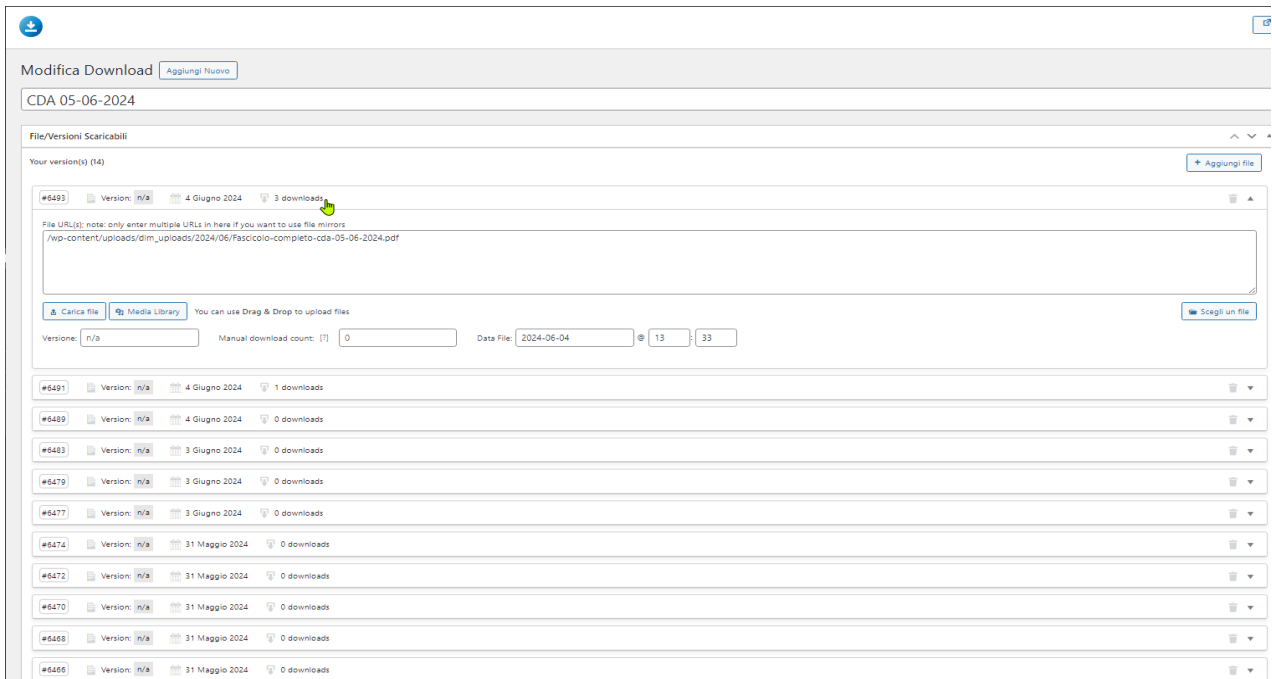 Modifica Download Aggiungi Nuovo
CDA 05-06-2024
File/Versioni Scaricabili
Your version(s) (14)
+ Aggiungi file
#6493 Version: n/a 4 Giugno 2024 3 downloads
File URL(s): note: only enter multiple URLs in here if you want to use file mirrors
/wp-content/uploads/dlm_uploads/2024/06/Fascicolo-completo-cda-05-06-2024.pdf
Carica file Media Library You can use Drag & Drop to upload files Scegli un file
Versione: n/a Manual download count: [?] 0 Data File: 2024-06-04 @ 13 : 33
#6491 Version: n/a 4 Giugno 2024 1 downloads
#6489 Version: n/a 4 Giugno 2024 0 downloads
#6483 Version: n/a 3 Giugno 2024 0 downloads
#6479 Version: n/a 3 Giugno 2024 0 downloads
#6477 Version: n/a 3 Giugno 2024 0 downloads
#6474 Version: n/a 31 Maggio 2024 0 downloads
#6472 Version: n/a 31 Maggio 2024 0 downloads
#6470 Version: n/a 31 Maggio 2024 0 downloads
#6468 Version: n/a 31 Maggio 2024 0 downloads
#6466 Version: n/a 31 Maggio 2024 0 downloads